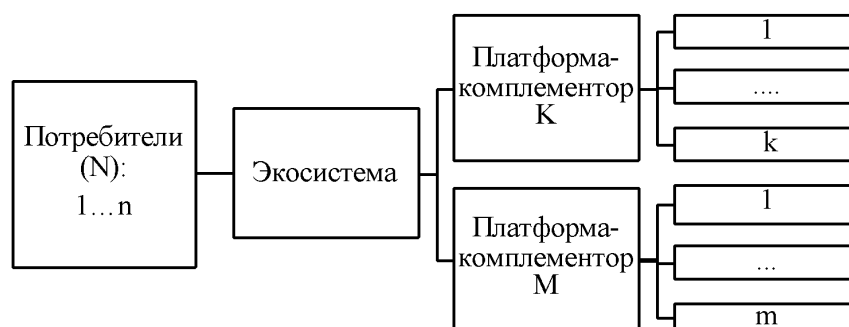 Потребители
(N):
1…n
Экосистема
Платформа-
комплементор
K
1
....
k
Платформа-
комплементор
M
1
...
m